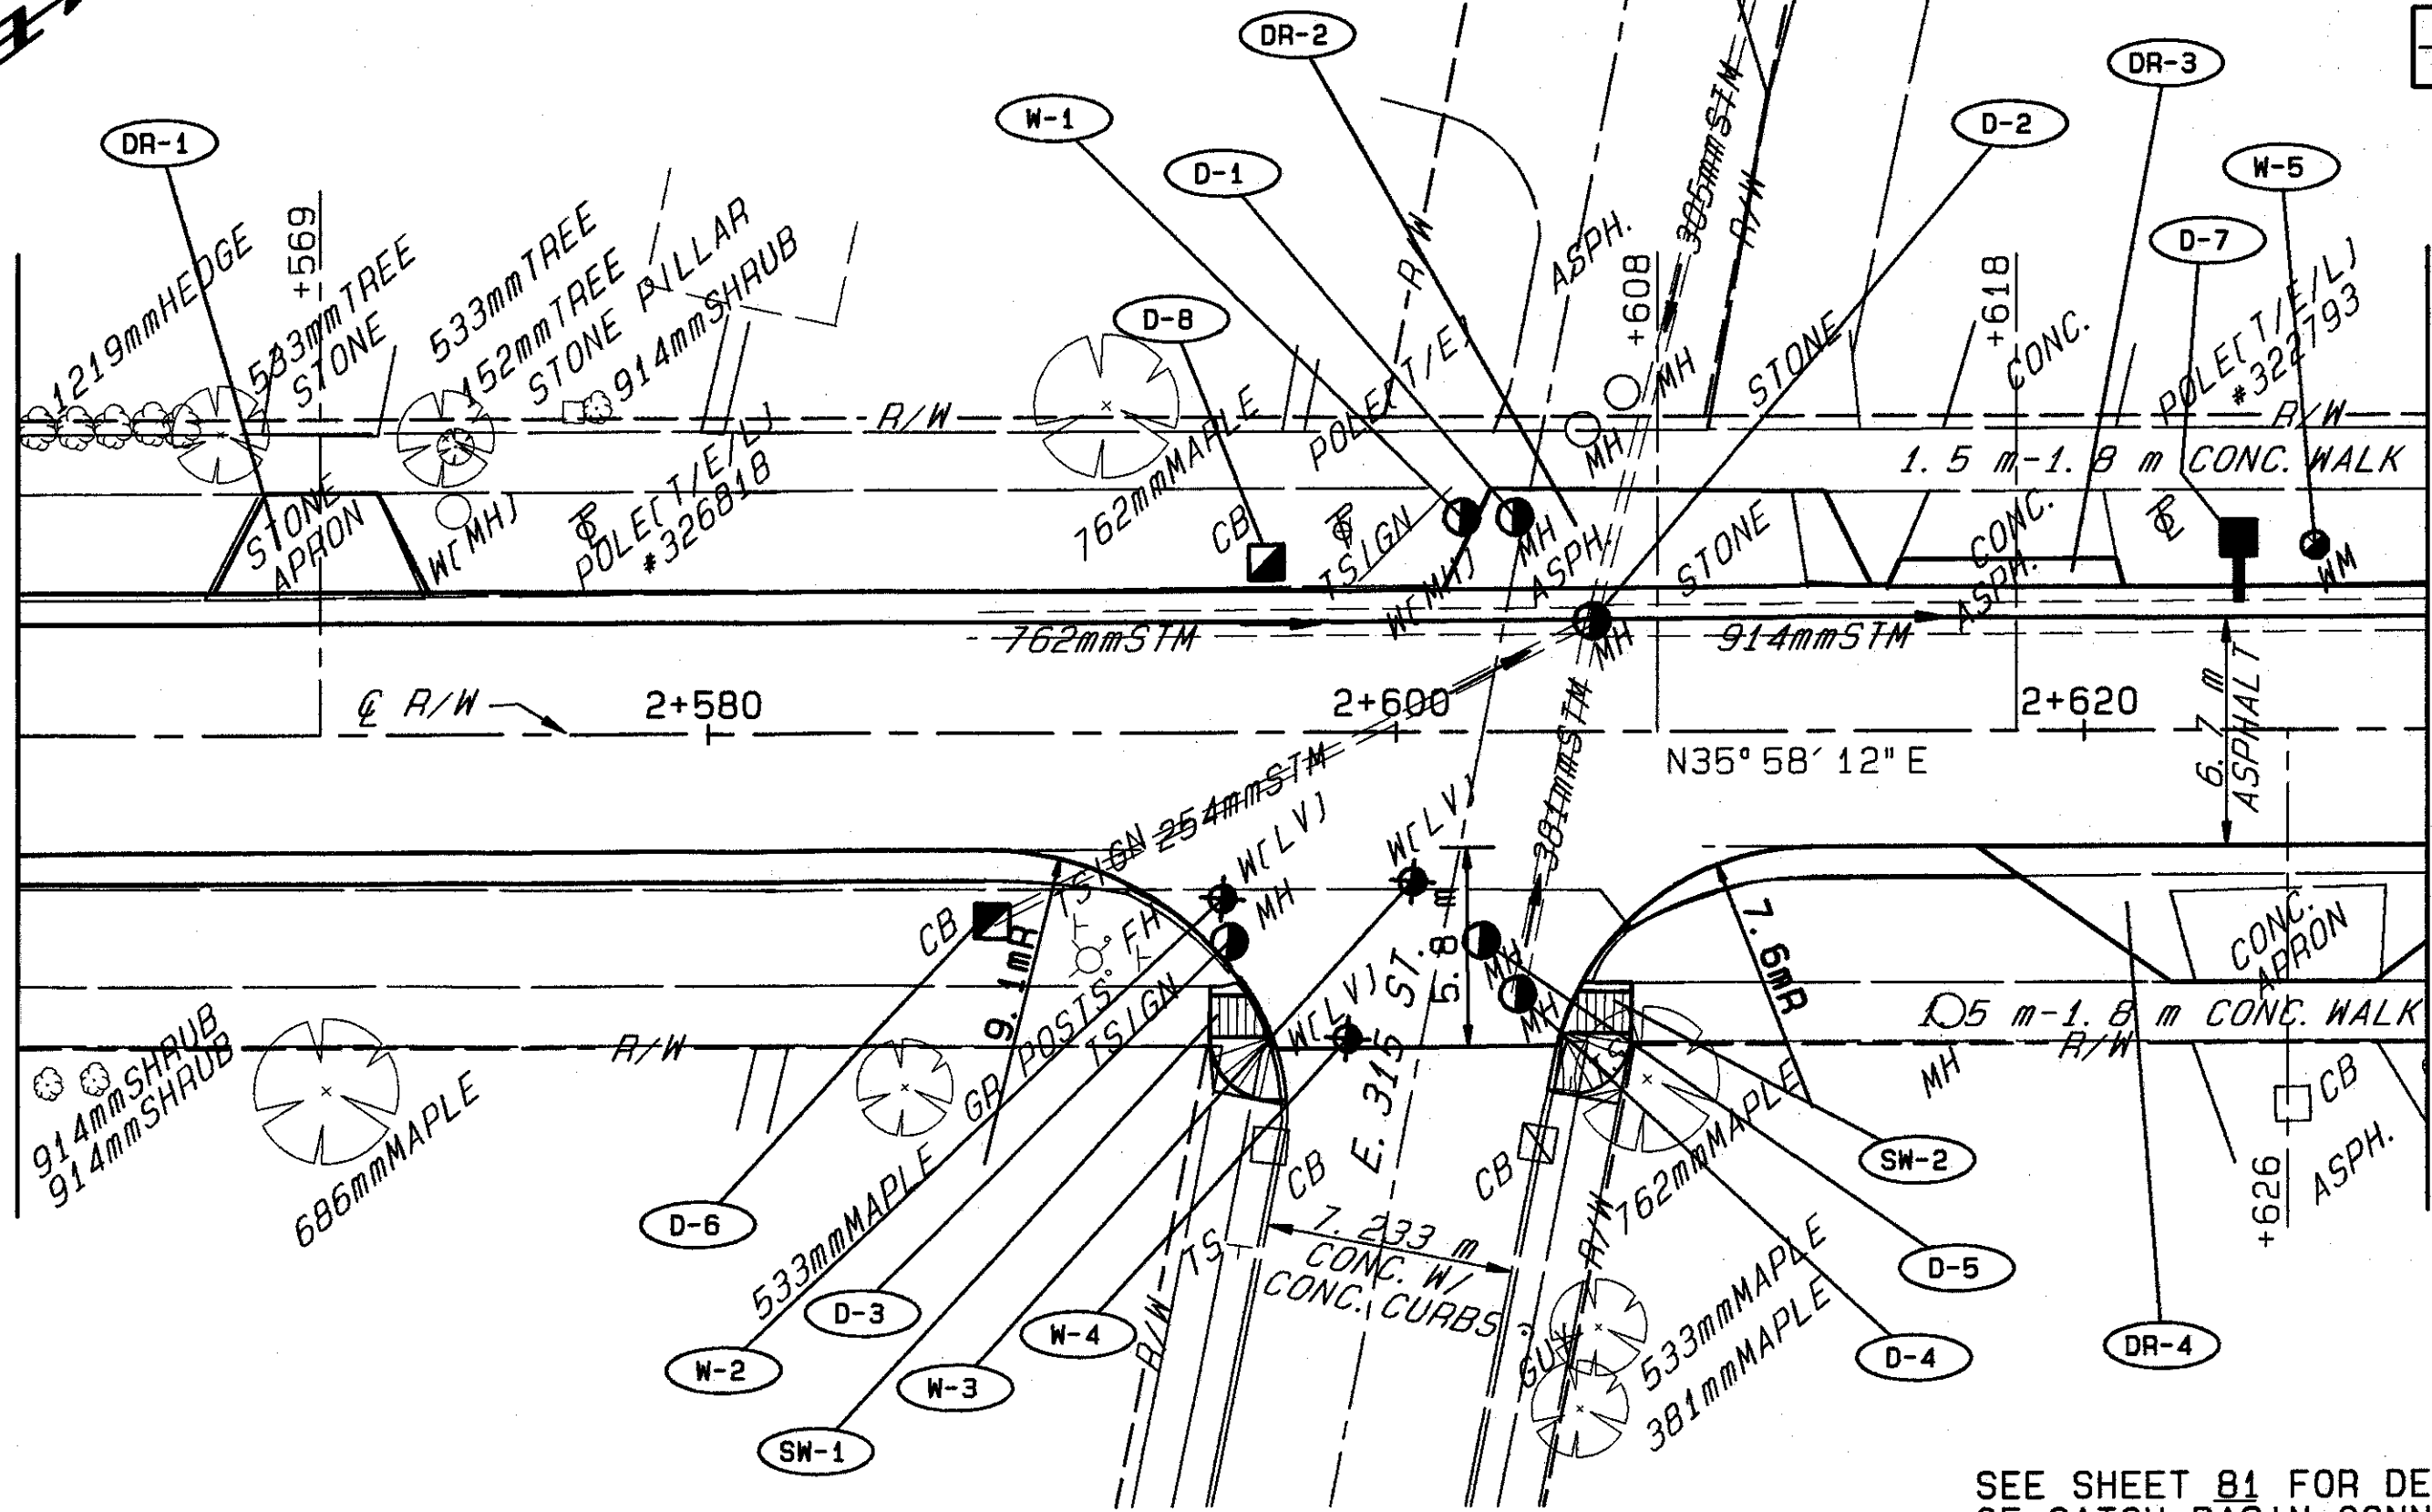 DR-2
DR-3
W-1
D-2
DR-1
D-1
W-5
D-7
D-8
305mmSTM
R/W
R/W
ASPH.
+569
+608
+618
1219mmHEDGE
533mmTREE
STONE
533mmTREE
152mmTREE
STONE PILLAR
914mmSHRUB
POLE(T/E)
MH
MH
STONE
CONC.
POLE(T/E/L)
#322793
R/W
R/W
762mmMAPLE
1.5 m-1.8 m CONC. WALK
STONE
APRON
W(MH)
POLE(T/E/L)
#326818
CB
TSIGN
W(MH)
MH
ASPH.
STONE
CONC.
ASPH.
WM
762mmSTM
MH
914mmSTM
℄ R/W
2+580
2+600
2+620
N35°58'12"E
6.7 m
ASPHALT
381mmSTM
254mmSTM
TSIGN
W(LV)
W(LV)
MH
CB
FH
9.1mR
GR POSTS
TSIGN
W(LV)
E. 315 ST.
5.8 m
MH
MH
7.6mR
CONC.
APRON
1.5 m-1.8 m CONC. WALK
R/W
R/W
MH
CB
914mmSHRUB
914mmSHRUB
686mmMAPLE
533mmMAPLE
CB
CB
762mmMAPLE
SW-2
ASPH.
+626
D-6
TS
7.233 m
CONC. W/
CONC. CURBS
R/W
R/W
D-5
D-3
W-4
W-2
W-3
SW-1
GUY
533mmMAPLE
381mmMAPLE
D-4
DR-4
SEE SHEET 81 FOR DE
OF CATCH BASIN CONN